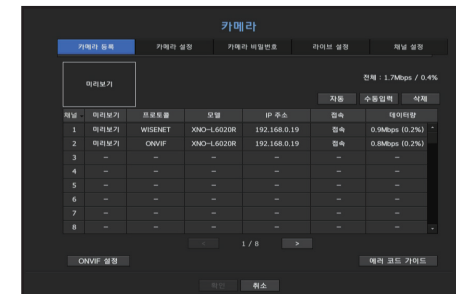 카메라
카메라 등록 카메라 설정 카메라 비밀번호 라이브 설정 채널 설정
미리보기
전체 : 1.7Mbps / 0.4%
자동 수동입력 삭제
채널 미리보기 프로토콜 모델 IP 주소 접속 데이터량
1 미리보기 WISENET XNO-L6020R 192.168.0.19 접속 0.9Mbps (0.2%)
2 미리보기 ONVIF XNO-L6020R 192.168.0.19 접속 0.8Mbps (0.2%)
3 - - - - - -
4 - - - - - -
5 - - - - - -
6 - - - - - -
7 - - - - - -
8 - - - - - -
< 1 / 8 >
ONVIF 설정 에러 코드 가이드
확인 취소